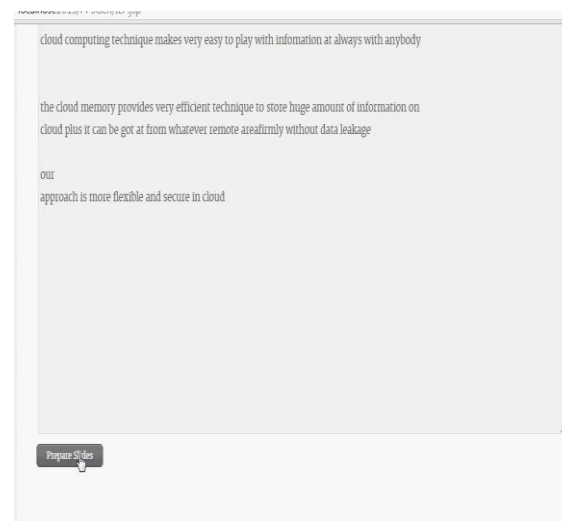 cloud computing technique makes very easy to play with infomation at always with anybody
the cloud memory provides very efficient technique to store huge amount of information on
cloud plus it can be got at from whatever remote areafirmly without data leakage
our
approach is more flexible and secure in cloud
Prepare Slides